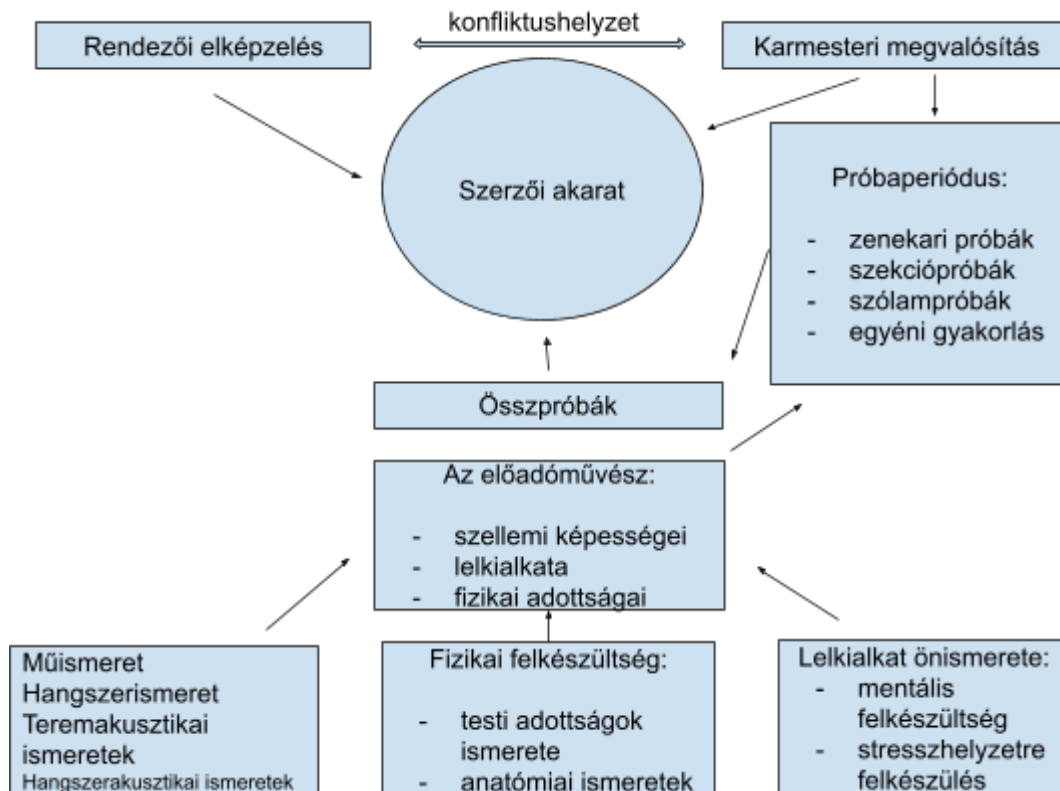 konfliktushelyzet
Rendezői elképzelés
Karmesteri megvalósítás
Szerzői akarat
Próbaperiódus:
- zenekari próbák
- szekciópróbák
- szólampróbák
- egyéni gyakorlás
Összpróbák
Az előadóművész:
- szellemi képességei
- lelkialkata
- fizikai adottságai
Műismeret
Hangszerismeret
Teremakusztikai
ismeretek
Hangszerakusztikai ismeretek
Fizikai felkészültség:
- testi adottságok
ismerete
- anatómiai ismeretek
Lelkialkat önismerete:
- mentális
felkészültség
- stresszhelyzetre
felkészülés